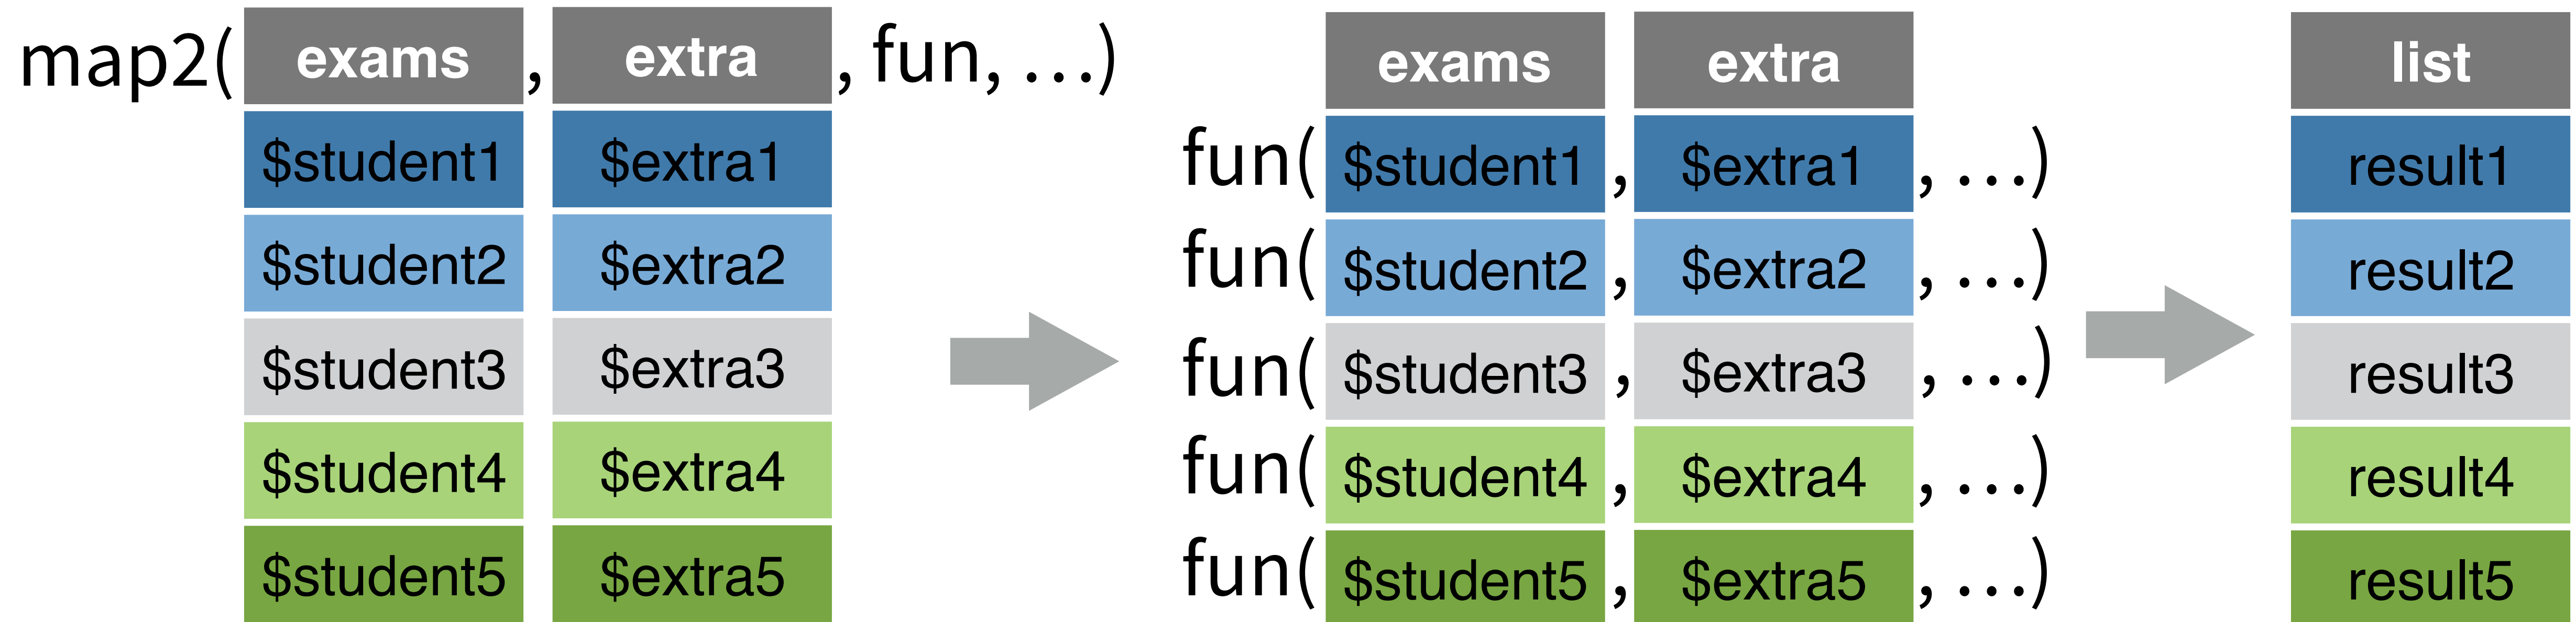 map2( exams , extra , fun, …)
$student1 $extra1
$student2 $extra2
$student3 $extra3
$student4 $extra4
$student5 $extra5
exams extra
fun( $student1 , $extra1 , …)
fun( $student2 , $extra2 , …)
fun( $student3 , $extra3 , …)
fun( $student4 , $extra4 , …)
fun( $student5 , $extra5 , …)
list
result1
result2
result3
result4
result5